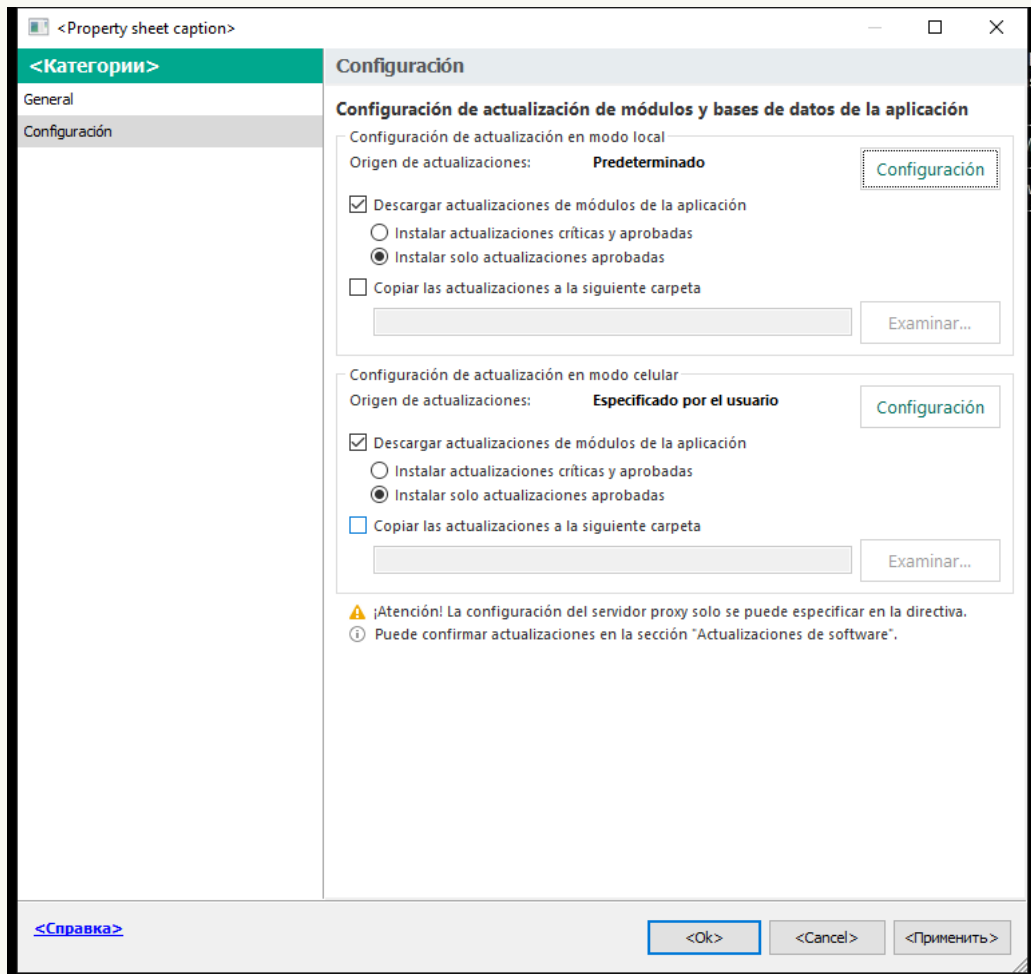 <Property sheet caption>
<Категории>
General
Configuración
Configuración
Configuración de actualización de módulos y bases de datos de la aplicación
Configuración de actualización en modo local
Origen de actualizaciones: Predeterminado Configuración
Descargar actualizaciones de módulos de la aplicación
Instalar actualizaciones críticas y aprobadas
Instalar solo actualizaciones aprobadas
Copiar las actualizaciones a la siguiente carpeta
Examinar...
Configuración de actualización en modo celular
Origen de actualizaciones: Especificado por el usuario Configuración
Descargar actualizaciones de módulos de la aplicación
Instalar actualizaciones críticas y aprobadas
Instalar solo actualizaciones aprobadas
Copiar las actualizaciones a la siguiente carpeta
Examinar...
¡Atención! La configuración del servidor proxy solo se puede especificar en la directiva.
Puede confirmar actualizaciones en la sección "Actualizaciones de software".
<Справка>
<Ok> <Cancel> <Применить>